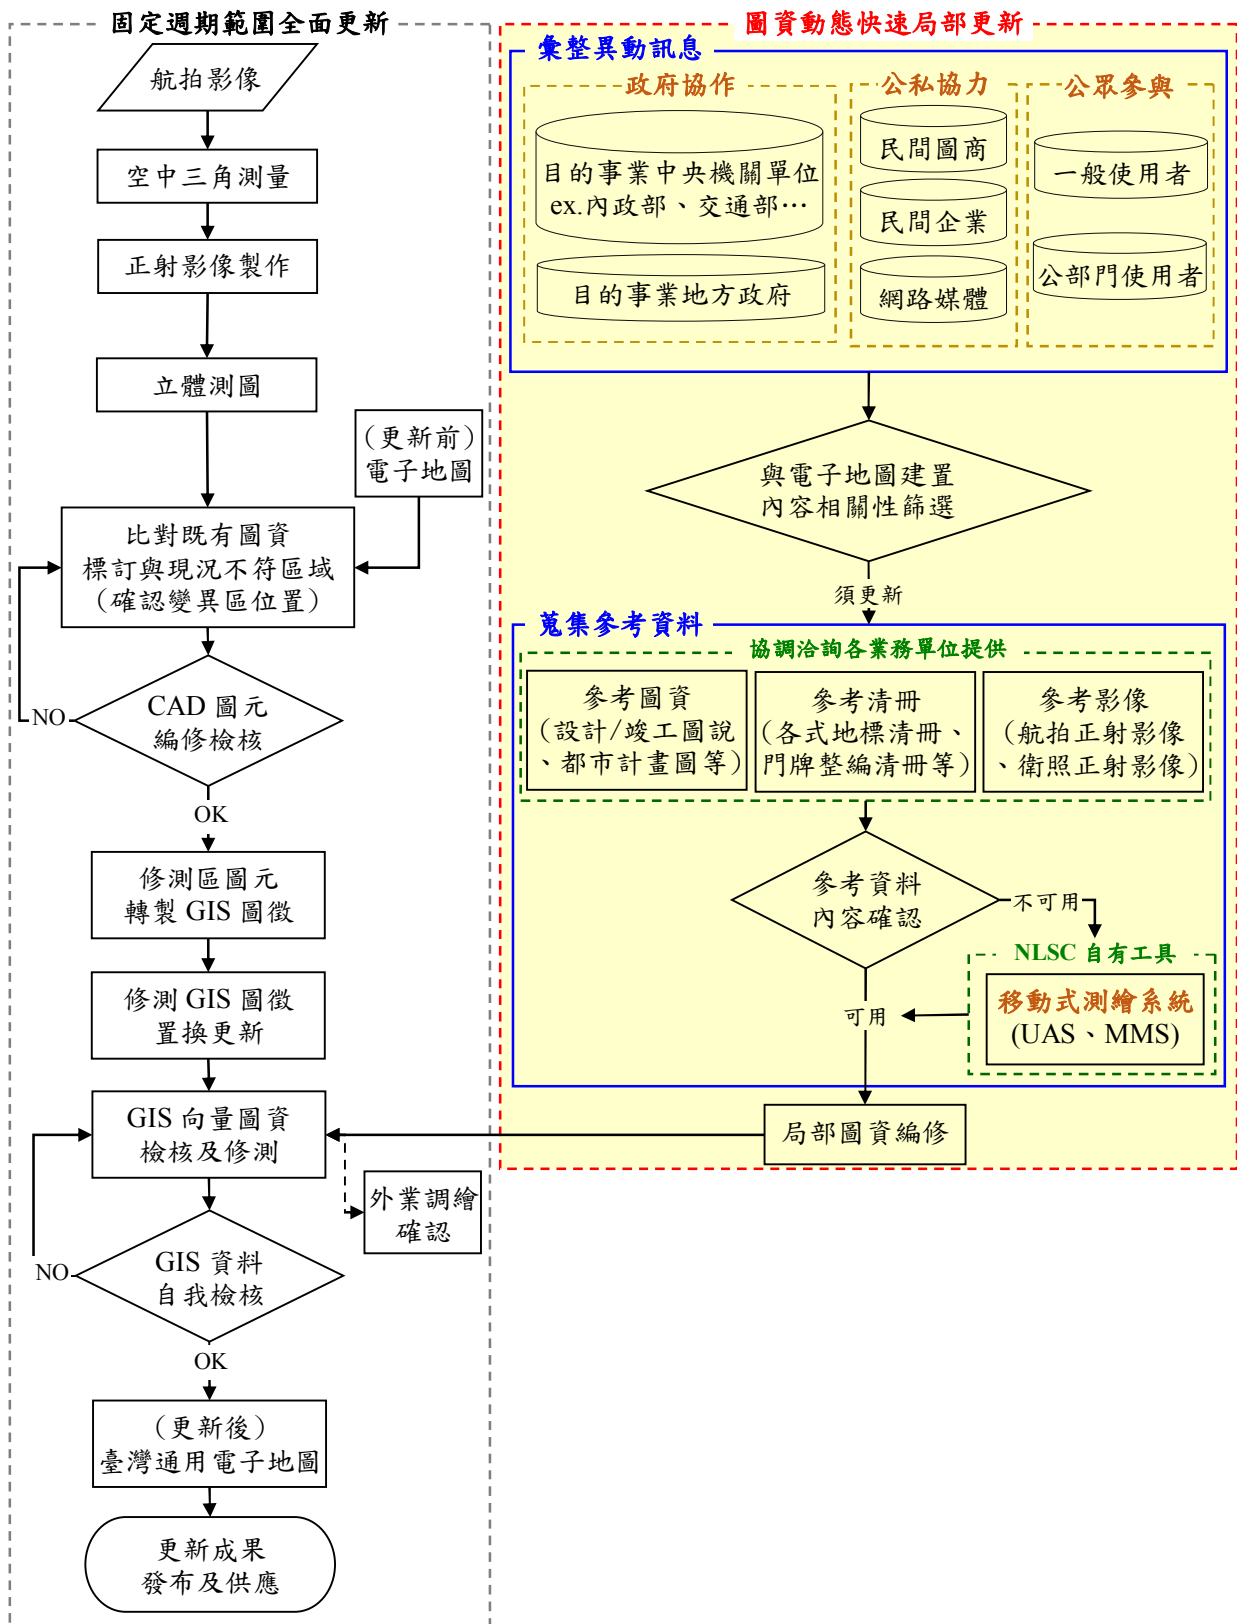 固定週期範圍全面更新
航拍影像
空中三角測量
正射影像製作
立體測圖
（更新前）
電子地圖
比對既有圖資
標訂與現況不符區域
（確認變異區位置）
CAD 圖元
編修檢核
NO
OK
修測區圖元
轉製 GIS 圖徵
修測 GIS 圖徵
置換更新
GIS 向量圖資
檢核及修測
外業調繪
確認
GIS 資料
自我檢核
NO
OK
（更新後）
臺灣通用電子地圖
更新成果
發布及供應
圖資動態快速局部更新
彙整異動訊息
政府協作
目的事業中央機關單位
ex.內政部、交通部…
目的事業地方政府
公私協力
民間圖商
民間企業
網路媒體
公眾參與
一般使用者
公部門使用者
與電子地圖建置
內容相關性篩選
須更新
蒐集參考資料
協調洽詢各業務單位提供
參考圖資
（設計/竣工圖說
、都市計畫圖等）
參考清冊
（各式地標清冊、
門牌整編清冊等）
參考影像
（航拍正射影像
、衛照正射影像）
參考資料
內容確認
不可用
NLSC 自有工具
移動式測繪系統
(UAS、MMS)
可用
局部圖資編修